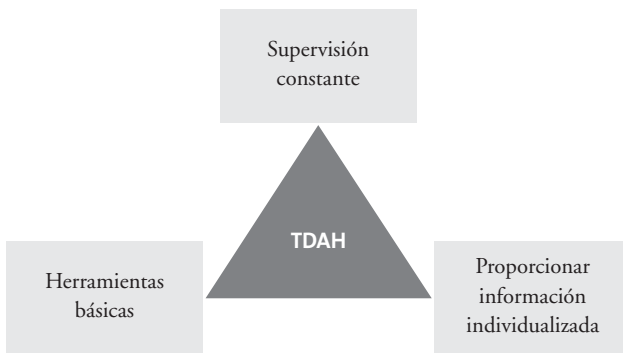 Supervisión
constante
TDAH
Herramientas
básicas
Proporcionar
información
individualizada